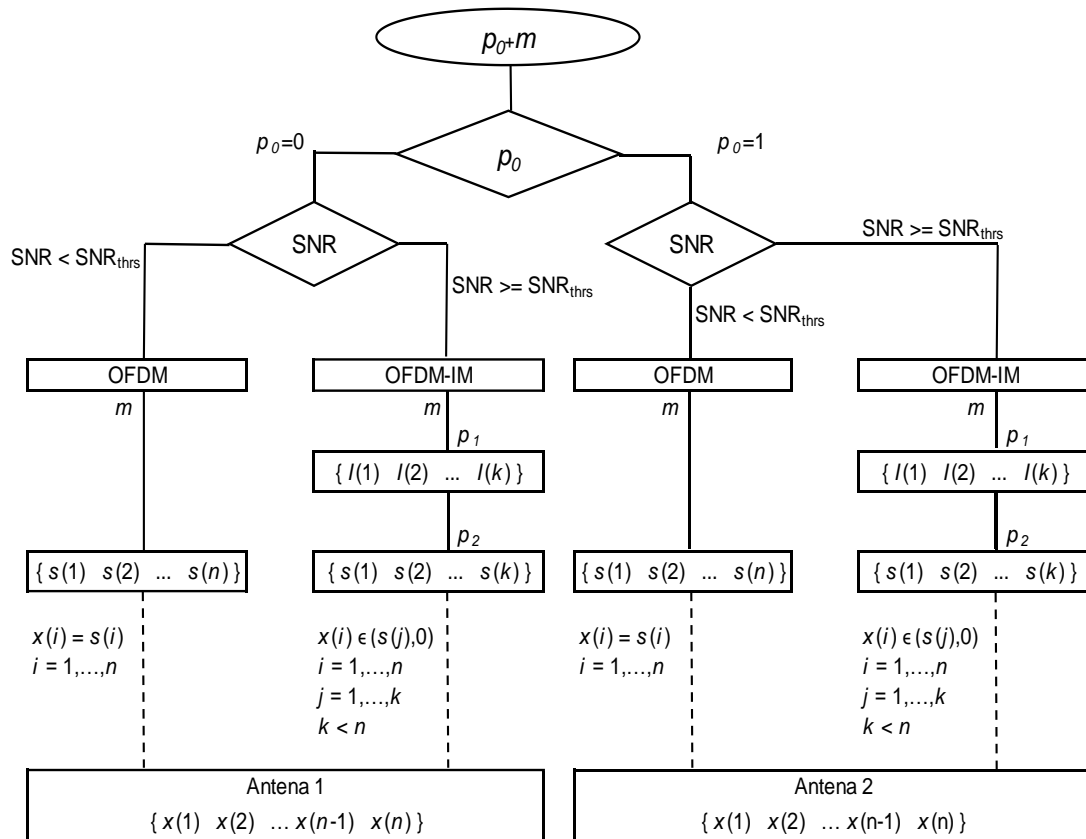 p0+m
p0=0
p0
p0=1
SNR < SNRthrs
SNR
SNR >= SNRthrs
SNR
SNR >= SNRthrs
SNR < SNRthrs
OFDM
OFDM-IM
OFDM
OFDM-IM
m
m
m
m
p1
p1
{ I(1) I(2) ... I(k) }
{ I(1) I(2) ... I(k) }
p2
p2
{ s(1) s(2) ... s(n) }
{ s(1) s(2) ... s(k) }
{ s(1) s(2) ... s(n) }
{ s(1) s(2) ... s(k) }
x(i) = s(i)
i = 1,...,n
x(i) ϵ (s(j),0)
i = 1,...,n
j = 1,...,k
k < n
x(i) = s(i)
i = 1,...,n
x(i) ϵ (s(j),0)
i = 1,...,n
j = 1,...,k
k < n
Antena 1
{ x(1) x(2) ... x(n-1) x(n) }
Antena 2
{ x(1) x(2) ... x(n-1) x(n) }